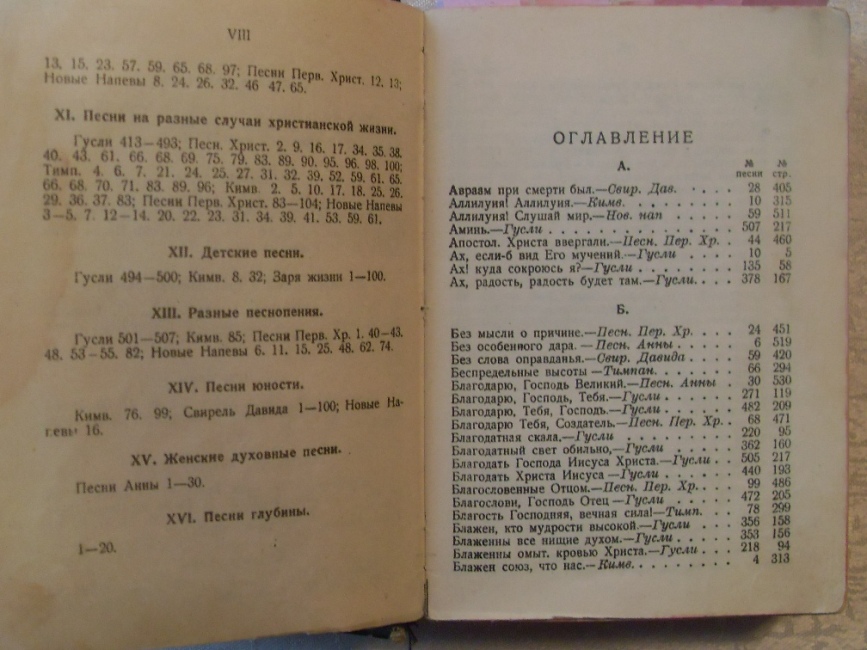 VIII
13, 15. 23. 57. 59. 65. 68. 97; Песни Перв. Христ. 12. 13;
Новые Напевы 8. 24. 26. 32. 46 47. 65.
XI. Песни на разные случаи христианской жизни.
Гусли 413—493; Песн. Христ. 2. 9. 16. 17. 34. 35. 38.
40. 43. 61. 66. 68. 69. 75. 79. 83. 89. 90. 95. 96. 98. 100;
Тимп. 4. 6. 7. 21. 24. 25. 27. 31. 32. 39. 52. 59. 61. 65.
66. 68. 70. 71. 83. 89. 96; Кимв. 2. 5. 10. 17. 18. 25. 26.
29. 36. 37. 83; Песни Перв. Христ. 83—104; Новые Напевы
3—5. 7. 12—14. 20. 22. 23. 31. 34. 39. 41. 53. 59. 61.
XII. Детские песни.
Гусли 494—500; Кимв. 8. 32; Заря жизни 1—100.
XIII. Разные песнопения.
Гусли 501—507; Кимв. 85; Песни Перв. Хр. 1. 40—43.
48. 53—55. 82; Новые Напевы 6. 11. 15. 25. 48. 62. 74.
XIV. Песни юности.
Кимв. 76. 99; Свирель Давида 1—100; Новые На-
певы 16.
XV. Женские духовные песни.
Песни Анны 1—30.
XVI. Песни глубины.
1—20.
ОГЛАВЛЕНИЕ
А. № песни № стр.
Авраам при смерти был.—Свир. Дав. . . . . 28 405
Аллилуия! Аллилуия.—Кимв. . . . . . . . 10 315
Аллилуия! Слушай мир.—Нов. нап . . . . . 59 511
Аминь.—Гусли . . . . . . . . . . . . 507 217
Апостол. Христа ввергали.—Песн. Пер. Хр. . 44 460
Ах, если-б вид Его мучений.—Гусли . . . . 10 5
Ах! куда сокроюсь я?—Гусли . . . . . . 135 58
Ах, радость, радость будет там.—Гусли. . . . 378 167
Б.
Без мысли о причине.—Песн. Пер. Хр. . . . . 24 451
Без особенного дара. — Песн. Анны . . . . . 6 519
Без слова оправданья.—Свир. Давида . . . . 59 420
Беспредельные высоты —Тимпан. . . . . . . 66 294
Благодарю, Господь Великий.—Песн. Анны . 30 530
Благодарю, Господь, Тебя.—Гусли. . . . . . 271 119
Благодарю, Тебя, Господь.—Гусли. . . . . . 482 209
Благодарю Тебя, Создатель.—Песн. Пер. Хр. . 68 471
Благодатная скала.—Гусли . . . . . . . . 220 95
Благодатный свет обильно,—Гусли . . . . . 362 160
Благодать Господа Иисуса Христа.—Гусли . . 505 217
Благодать Христа Иисуса —Гусли . . . . . 440 193
Благословенные Отцом.—Песн. Пер. Хр. . . . 99 486
Благослови, Господь Отец —Гусли . . . . . 472 205
Благость Господняя, вечная сила!—Тимп. . . . 78 299
Блажен, кто мудрости высокой.—Гусли . . . . 356 158
Блаженны все нищие духом.—Гусли . . . . . 353 156
Блаженны омыт. кровью Христа.—Гусли . . . 218 94
Блажен союз, что нас.—Кимв. . . . . . . . 4 313